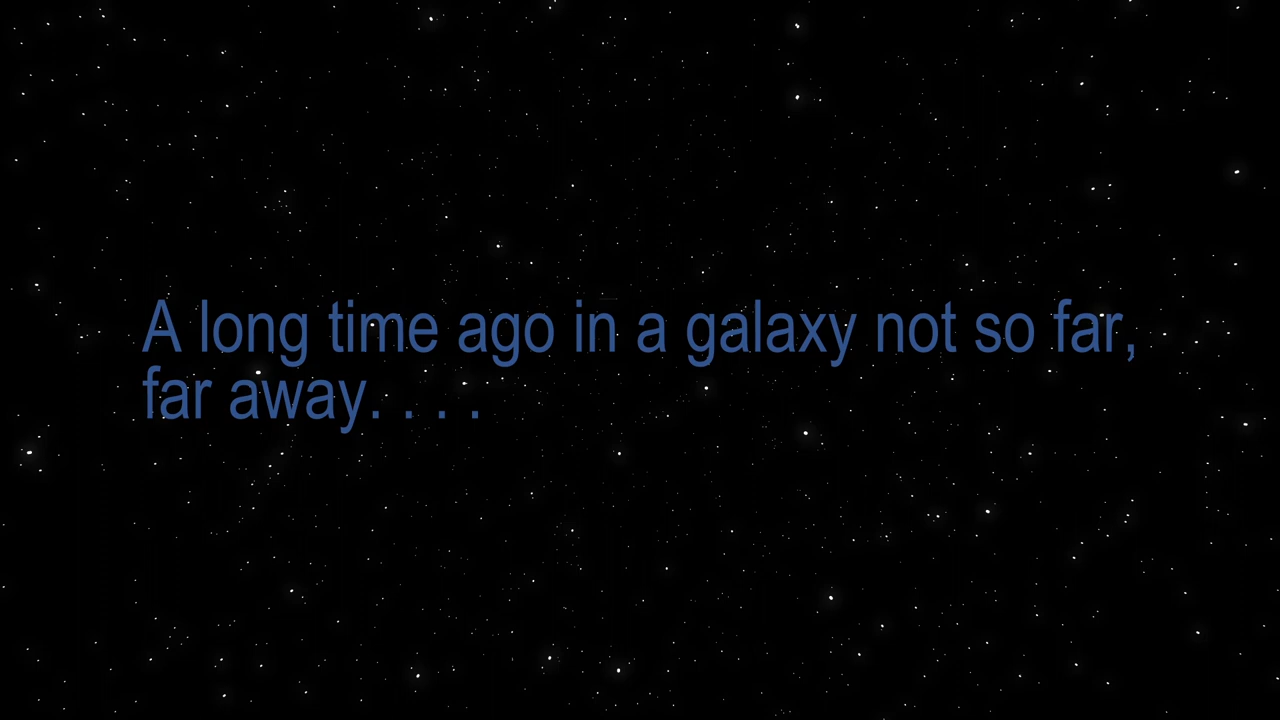 A long time ago in a galaxy not so far,
far away. . . .